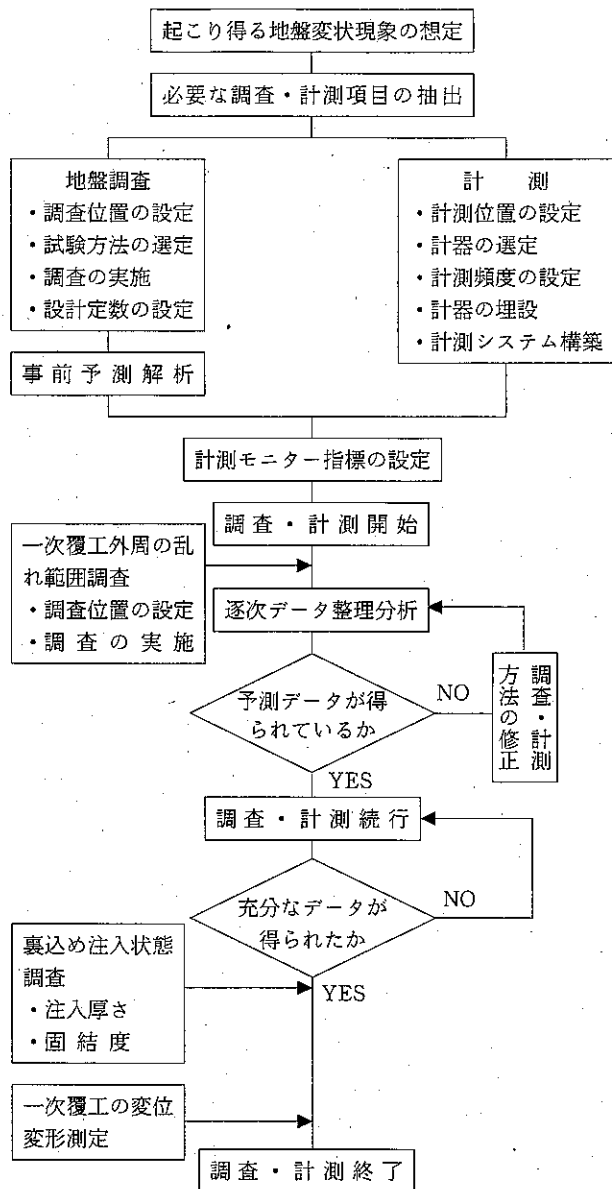 起こり得る地盤変状現象の想定
必要な調査・計測項目の抽出
地盤調査
・調査位置の設定
・試験方法の選定
・調査の実施
・設計定数の設定
事前予測解析
計測
・計測位置の設定
・計器の選定
・計測頻度の設定
・計器の埋設
・計測システム構築
計測モニター指標の設定
調査・計測開始
一次覆工外周の乱
れ範囲調査
・調査位置の設定
・調査の実施
逐次データ整理分析
予測データが得
られているか
NO
調査・計測
方法の修正
YES
調査・計測続行
充分なデータが
得られたか
NO
YES
裏込め注入状態
調査
・注入厚さ
・固結度
一次覆工の変位
変形測定
調査・計測終了